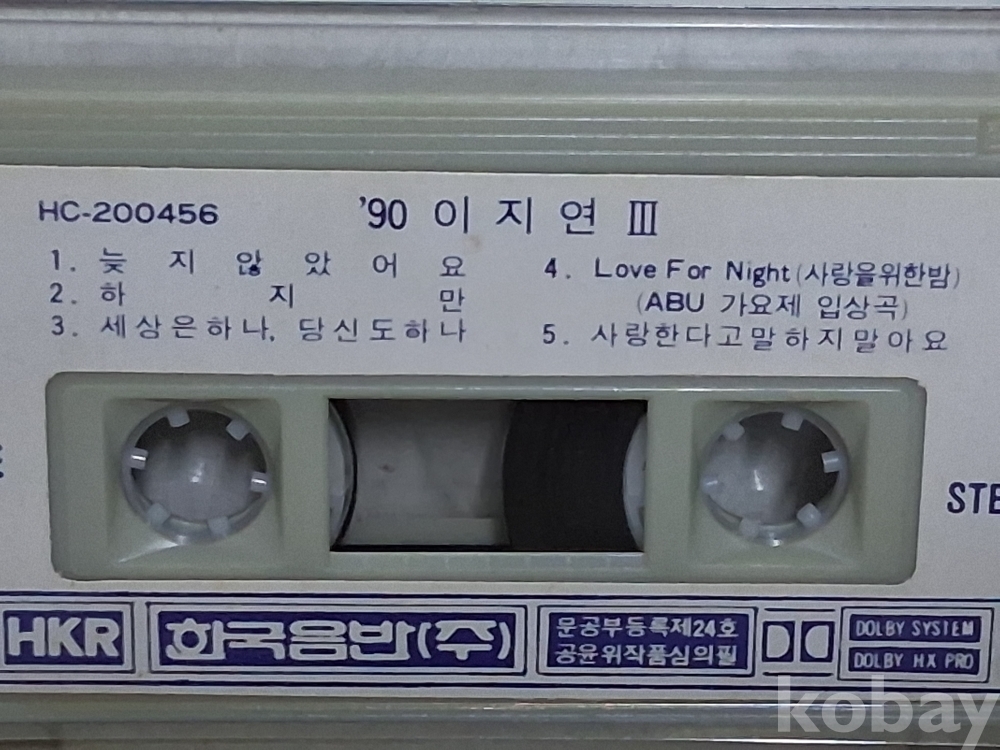 HC-200456
'90 이지연 Ⅲ
1. 늦지않았어요
2. 하지만
3. 세상은하나, 당신도하나
4. Love For Night (사랑을위한밤)
(ABU 가요제 입상곡)
5. 사랑한다고말하지말아요
HKR
한국음반(주)
문공부등록제24호
공윤위작품심의필
DOLBY SYSTEM
DOLBY HX PRO
kobay